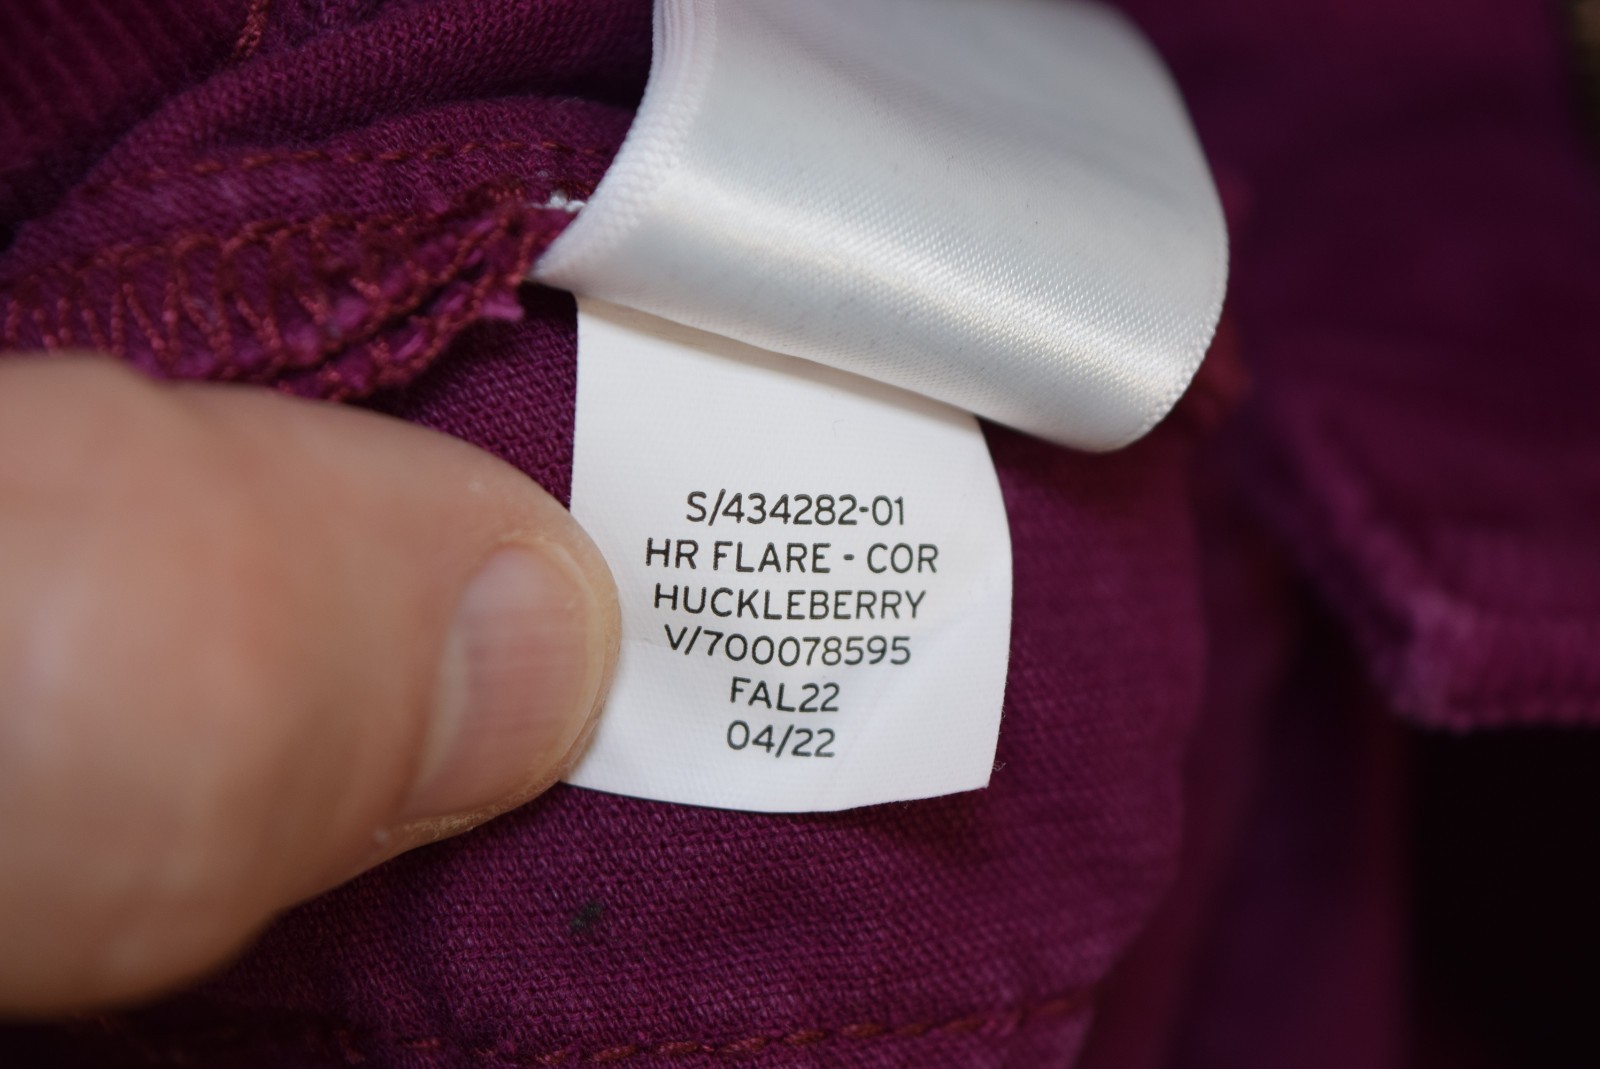 S/434282-01
HR FLARE - COR
HUCKLEBERRY
V/700078595
FAL22
04/22